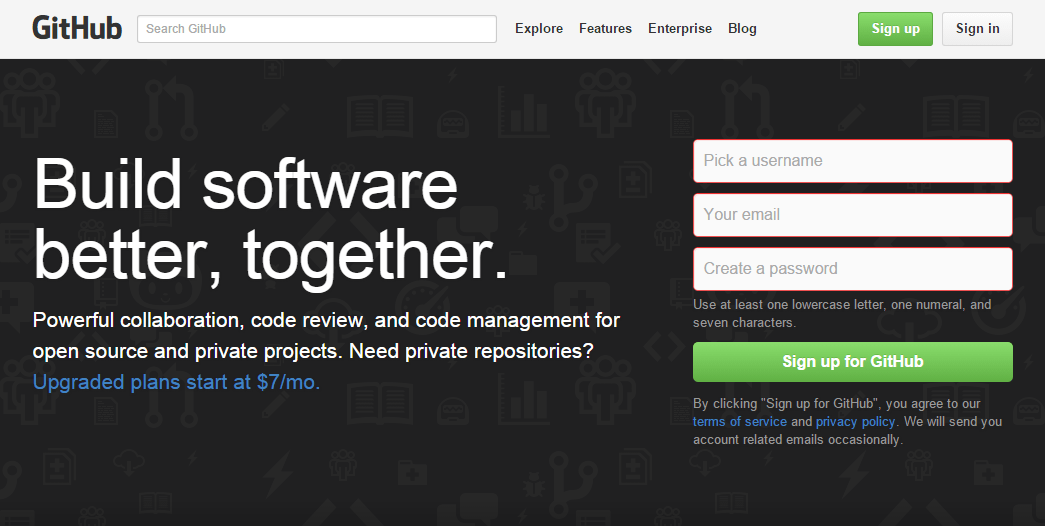 GitHub
Search GitHub
Explore
Features
Enterprise
Blog
Sign up
Sign in
Build software
better, together.
Powerful collaboration, code review, and code management for
open source and private projects. Need private repositories?
Upgraded plans start at $7/mo.
Pick a username
Your email
Create a password
Use at least one lowercase letter, one numeral, and
seven characters.
Sign up for GitHub
By clicking "Sign up for GitHub", you agree to our
terms of service and privacy policy. We will send you
account related emails occasionally.